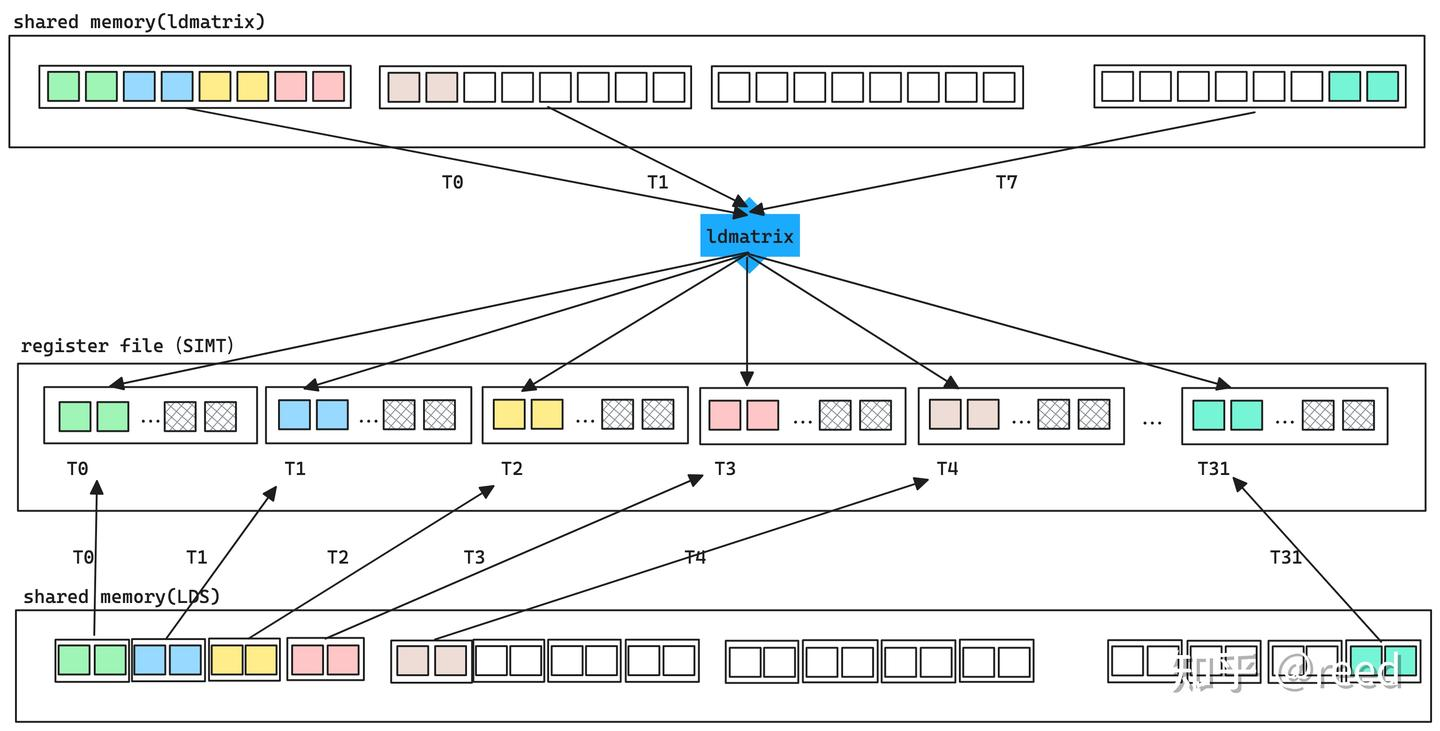 shared memory(ldmatrix)
T0
T1
T7
ldmatrix
register file (SIMT)
...
...
...
...
...
...
...
T0
T1
T2
T3
T4
T31
T0
T1
T2
T3
T4
T31
shared memory(LDS)
知乎 @reed